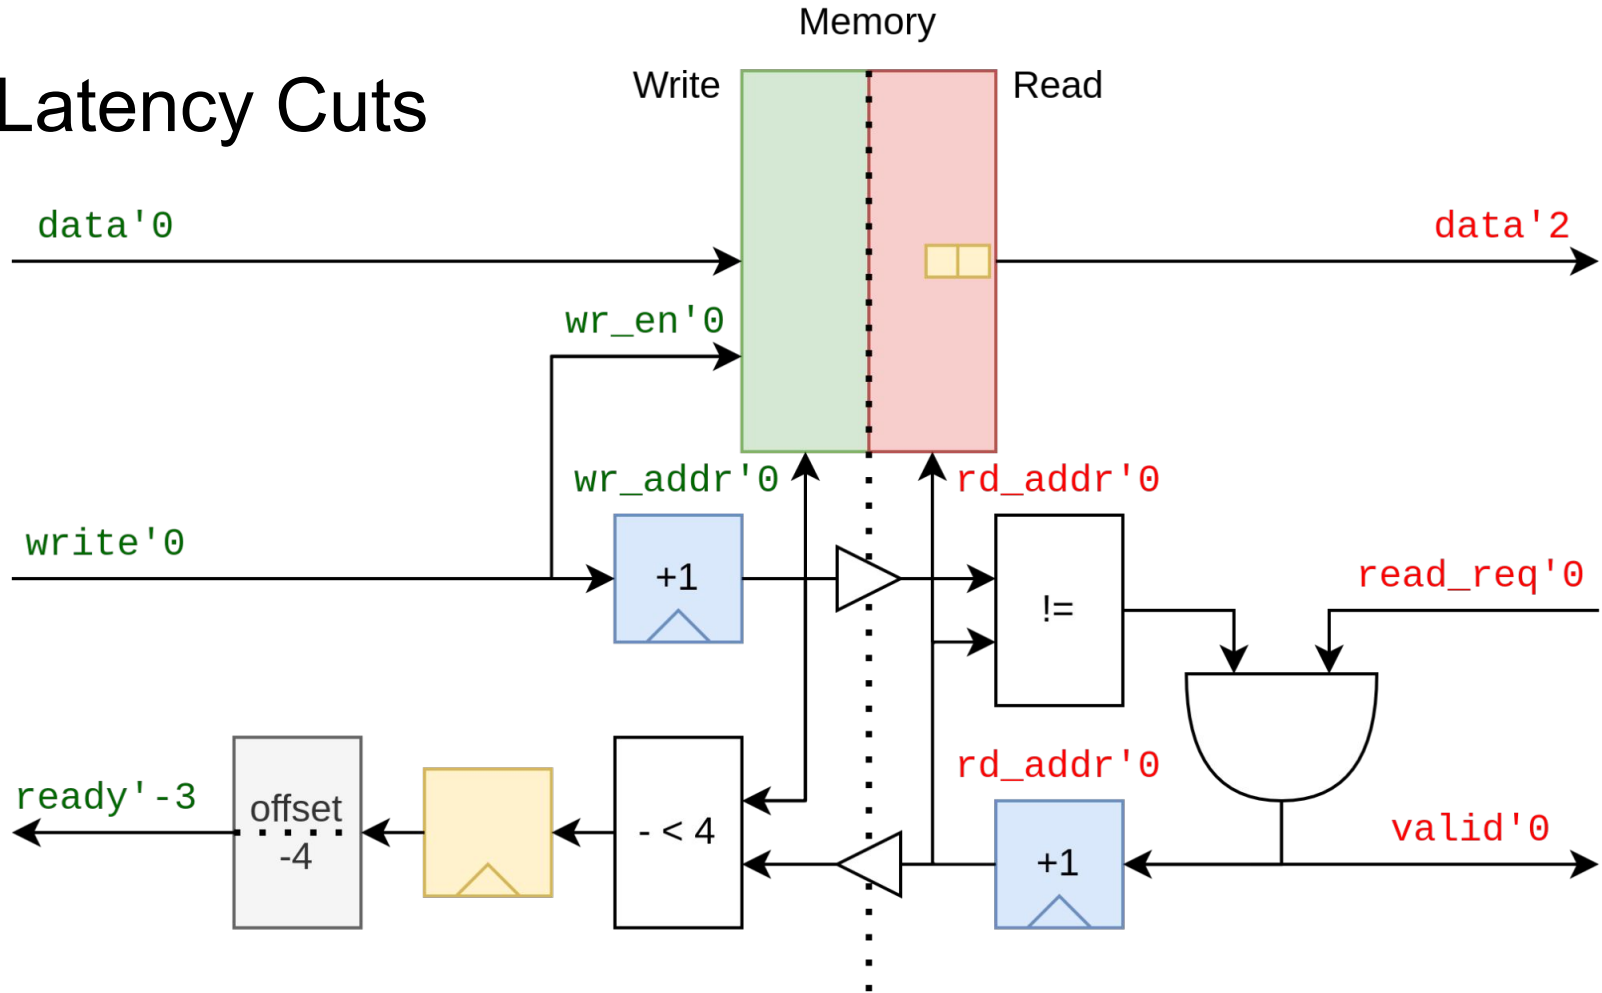 Memory
Write
Read
Latency Cuts
data'0
data'2
wr_en'0
wr_addr'0
rd_addr'0
write'0
+1
!=
read_req'0
ready'-3
offset
-4
- < 4
rd_addr'0
+1
valid'0